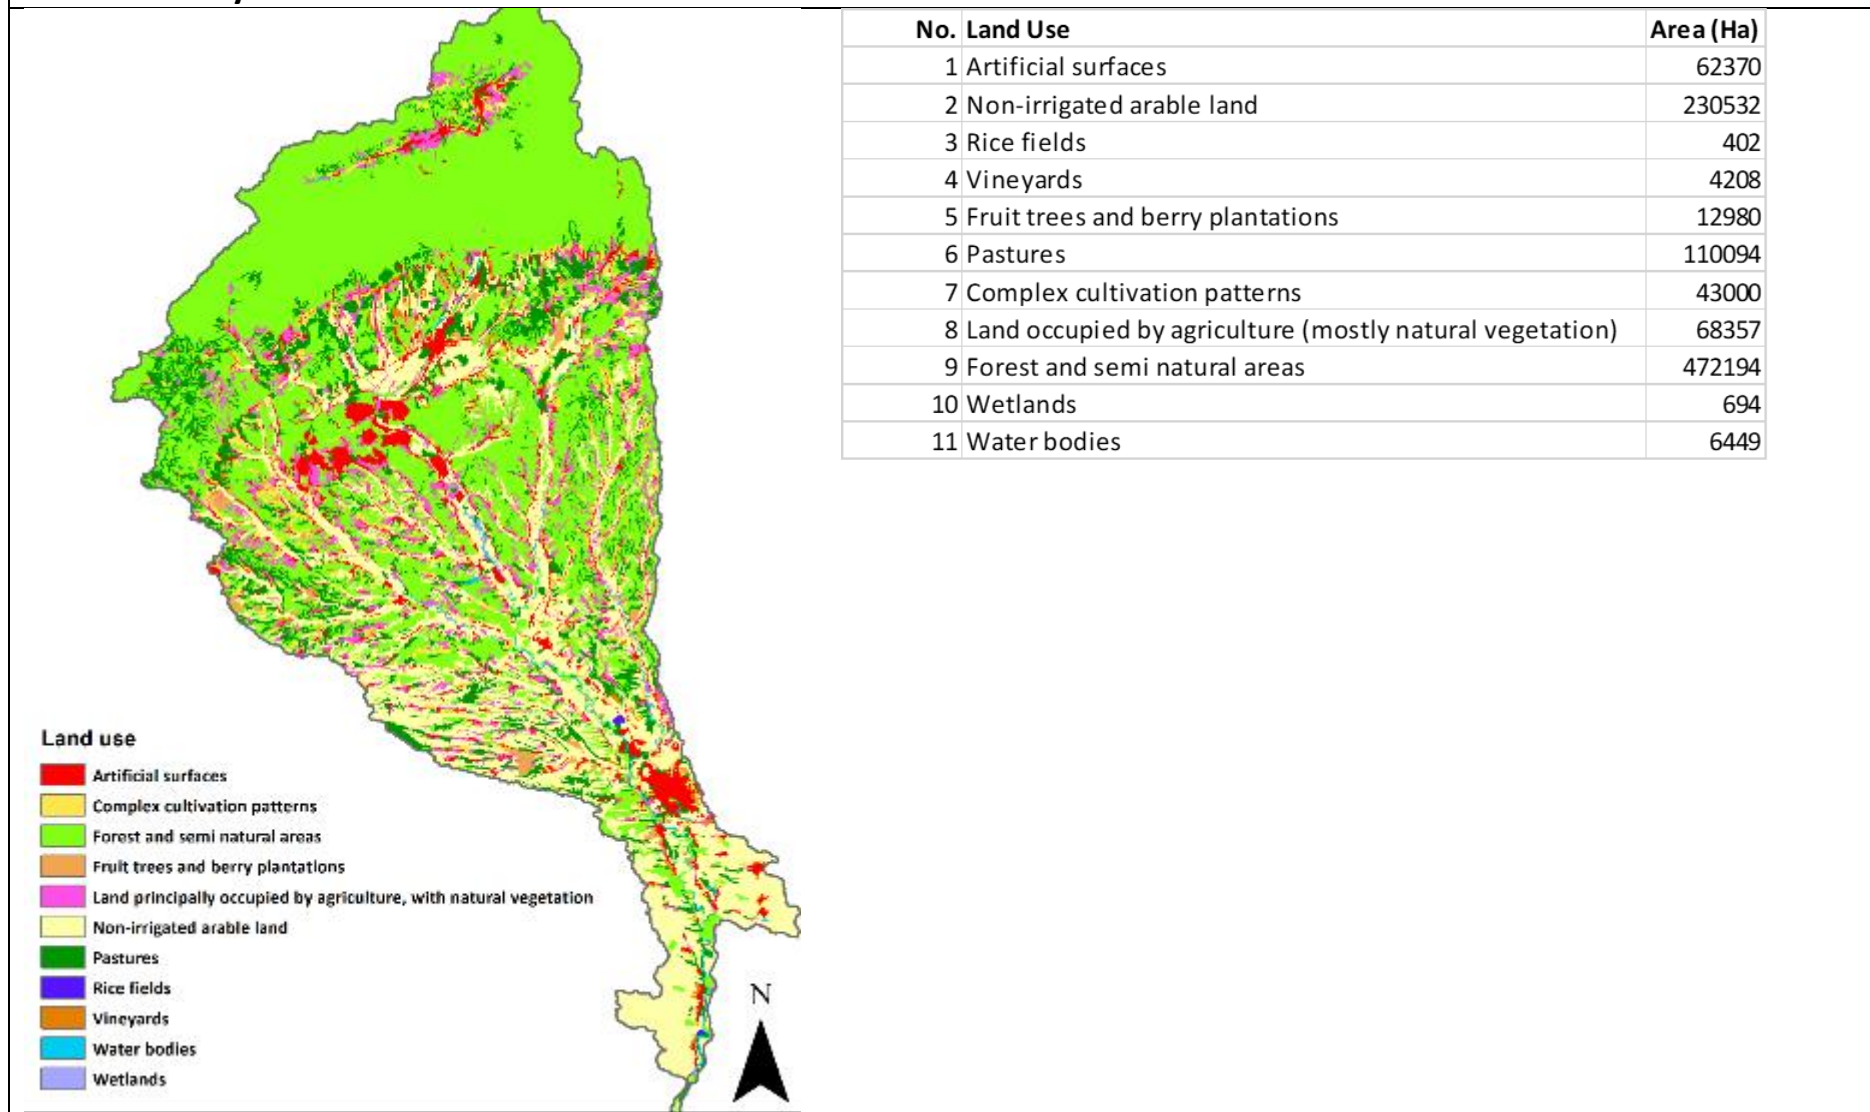 No. Land Use Area (Ha)
1 Artificial surfaces 62370
2 Non-irrigated arable land 230532
3 Rice fields 402
4 Vineyards 4208
5 Fruit trees and berry plantations 12980
6 Pastures 110094
7 Complex cultivation patterns 43000
8 Land occupied by agriculture (mostly natural vegetation) 68357
9 Forest and semi natural areas 472194
10 Wetlands 694
11 Water bodies 6449
Land use
Artificial surfaces
Complex cultivation patterns
Forest and semi natural areas
Fruit trees and berry plantations
Land principally occupied by agriculture, with natural vegetation
Non-irrigated arable land
Pastures
Rice fields
Vineyards
Water bodies
Wetlands
N